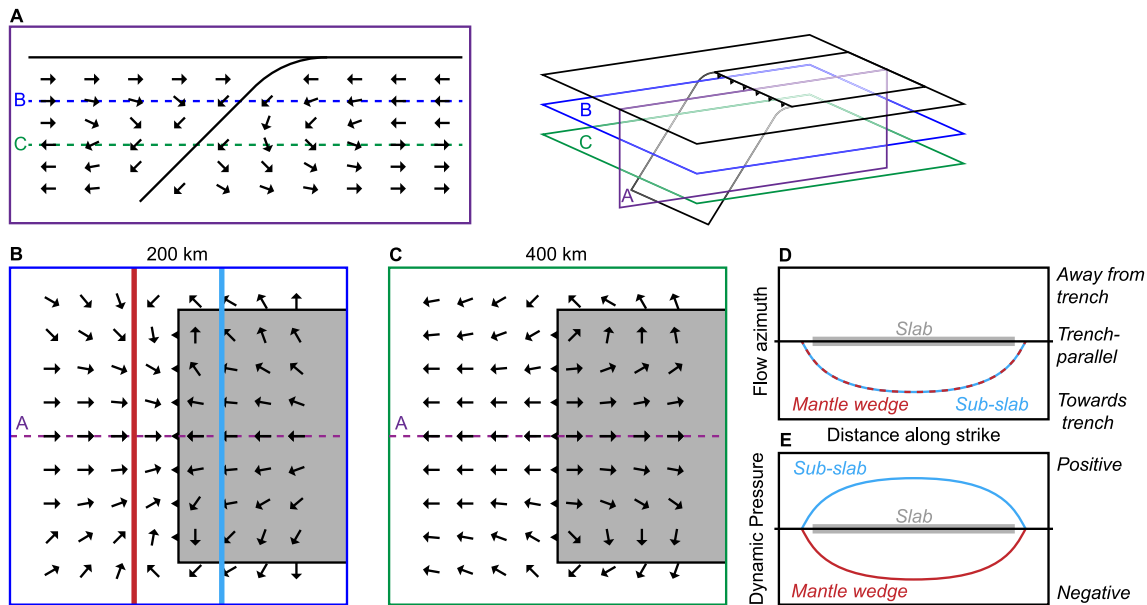 A
B
C
B
C
A
B
200 km
A
C
400 km
A
D
Flow azimuth
Slab
Mantle wedge
Sub-slab
Away from
trench
Trench-
parallel
Towards
trench
Distance along strike
E
Dynamic Pressure
Sub-slab
Slab
Mantle wedge
Positive
Negative